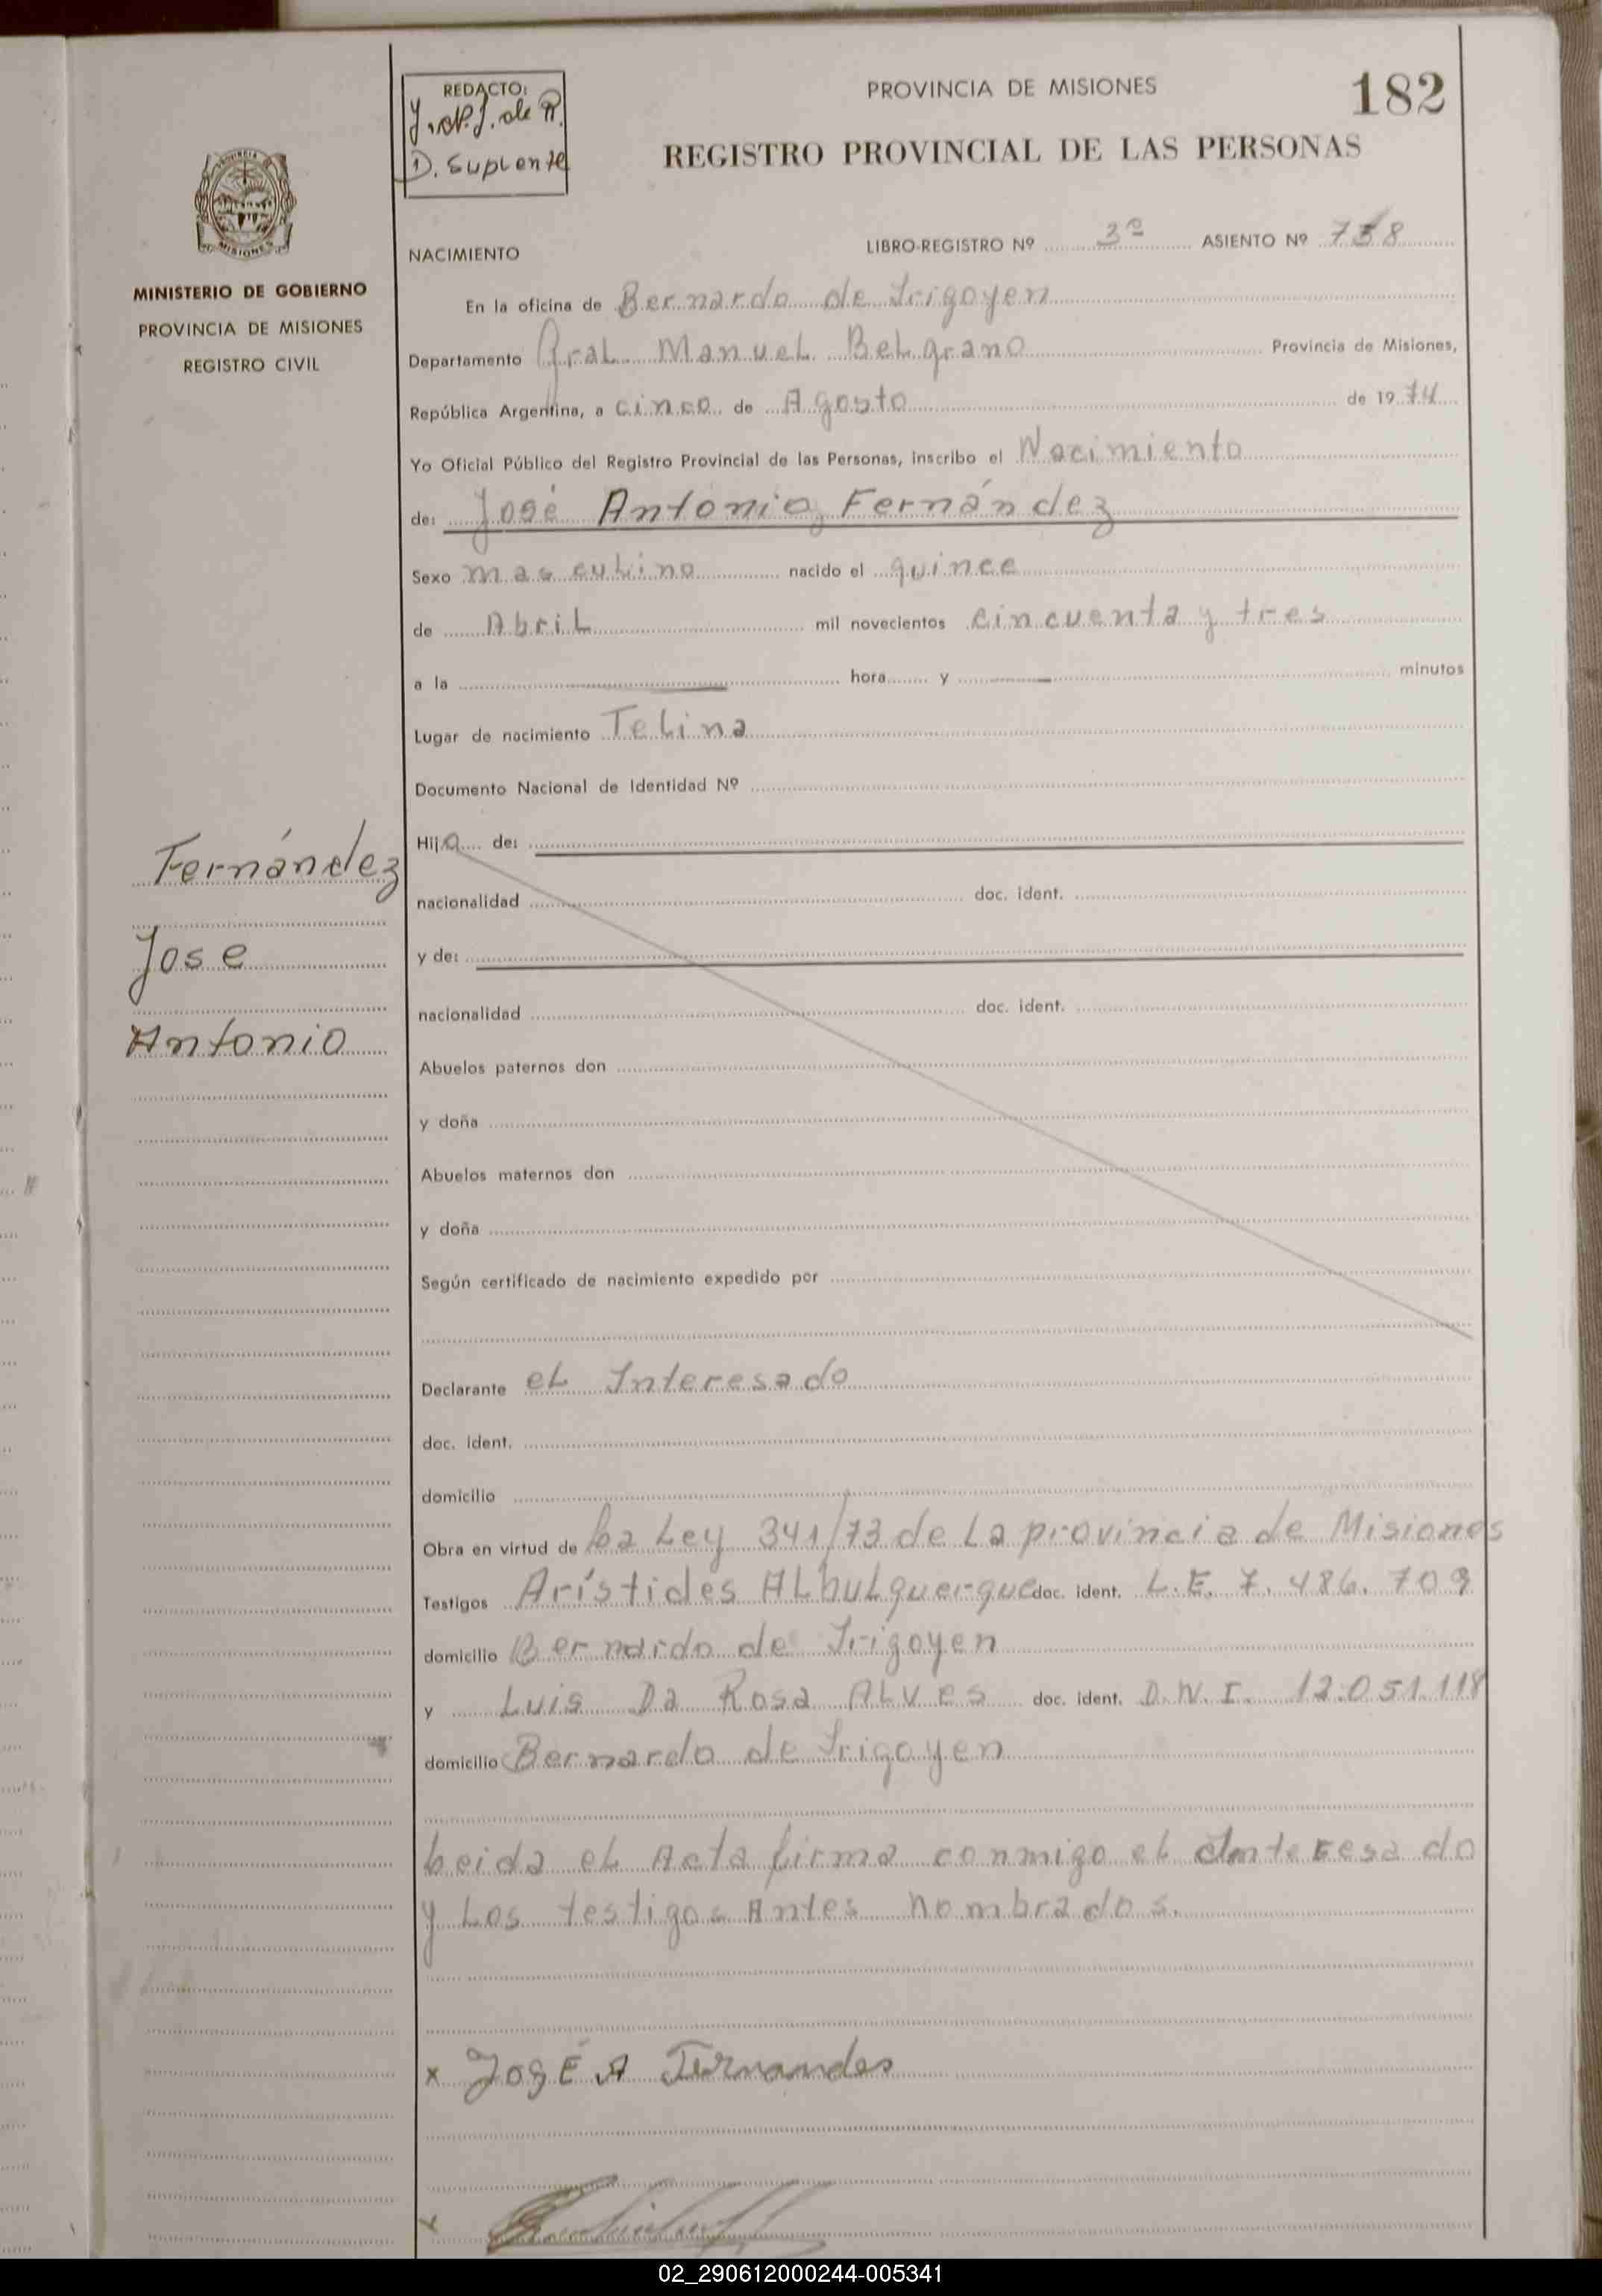 REDACTO:
D. Suplente
PROVINCIA DE MISIONES
182
REGISTRO PROVINCIAL DE LAS PERSONAS
MINISTERIO DE GOBIERNO
PROVINCIA DE MISIONES
REGISTRO CIVIL
NACIMIENTO
LIBRO-REGISTRO Nº 3º ASIENTO Nº 738
En la oficina de Bernardo de Irigoyen
Departamento Gral Manuel Belgrano Provincia de Misiones,
República Argentina, a cinco de Agosto de 1974
Yo Oficial Público del Registro Provincial de las Personas, inscribo el Nacimiento
de: José Antonio, Fernández
Sexo masculino nacido el quince
de Abril mil novecientos cincuenta y tres
a la hora y minutos
Lugar de nacimiento Telina
Documento Nacional de Identidad Nº
Hijo de:
nacionalidad doc. ident.
y de:
nacionalidad doc. ident.
Abuelos paternos don
y doña
Abuelos maternos don
y doña
Según certificado de nacimiento expedido por
Fernández
Jose
Antonio
Declarante el Interesado
doc. ident.
domicilio
Obra en virtud de La Ley 341/73 de La provincia de Misiones
Testigos Arístides Albulquerque doc. ident. L.E. 7.486.709
domicilio Bernardo de Irigoyen
y Luis Da Rosa Alves doc. ident. D.N.I. 12.051.118
domicilio Bernardo de Irigoyen
Leida el Acta firma conmigo el Interesado
y Los testigos Antes nombrados.
x JOSÉ A Fernandes
x
02_290612000244-005341